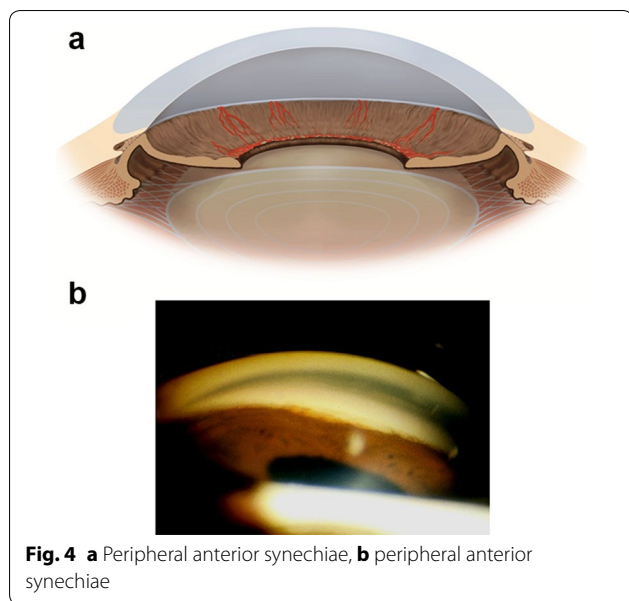 a
b
Fig. 4 a Peripheral anterior synechiae, b peripheral anterior
synechiae